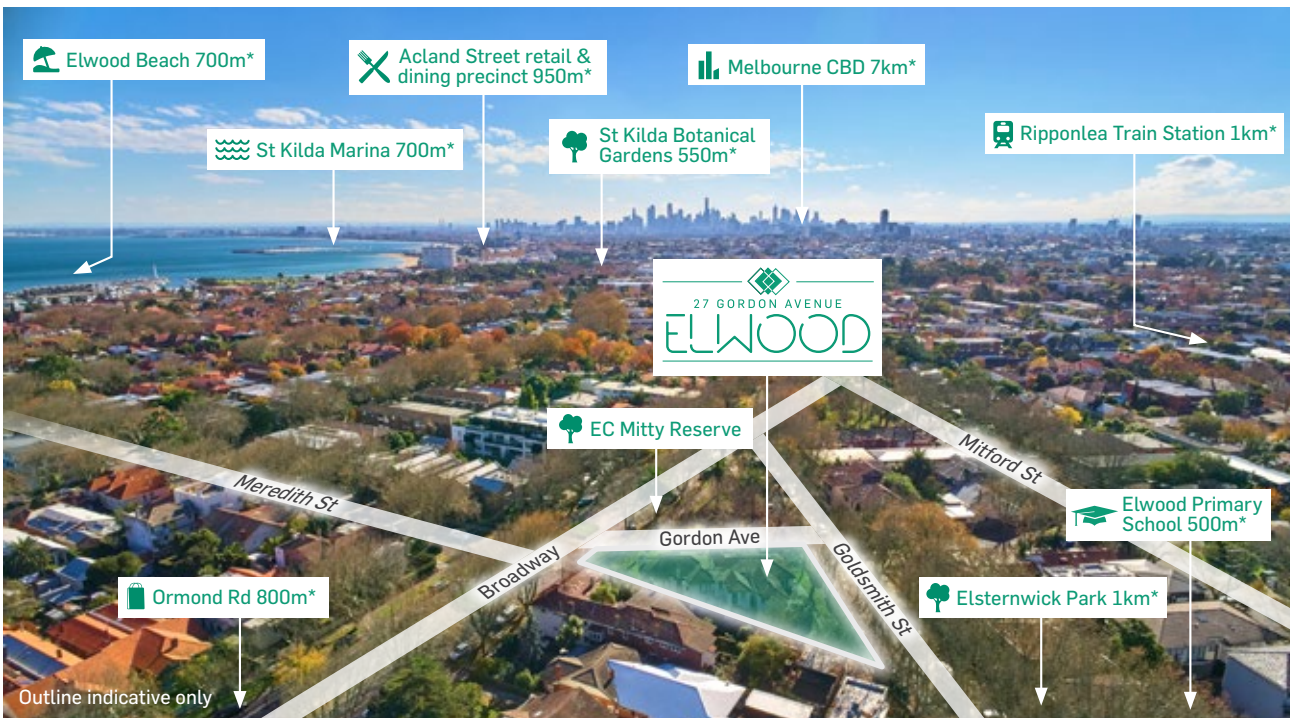 Elwood Beach 700m*
Acland Street retail &
dining precinct 950m*
Melbourne CBD 7km*
St Kilda Marina 700m*
St Kilda Botanical
Gardens 550m*
Ripponlea Train Station 1km*
27 GORDON AVENUE
ELWOOD
EC Mitty Reserve
Meredith St
Mitford St
Broadway
Gordon Ave
Goldsmith St
Elwood Primary
School 500m*
Ormond Rd 800m*
Elsternwick Park 1km*
Outline indicative only